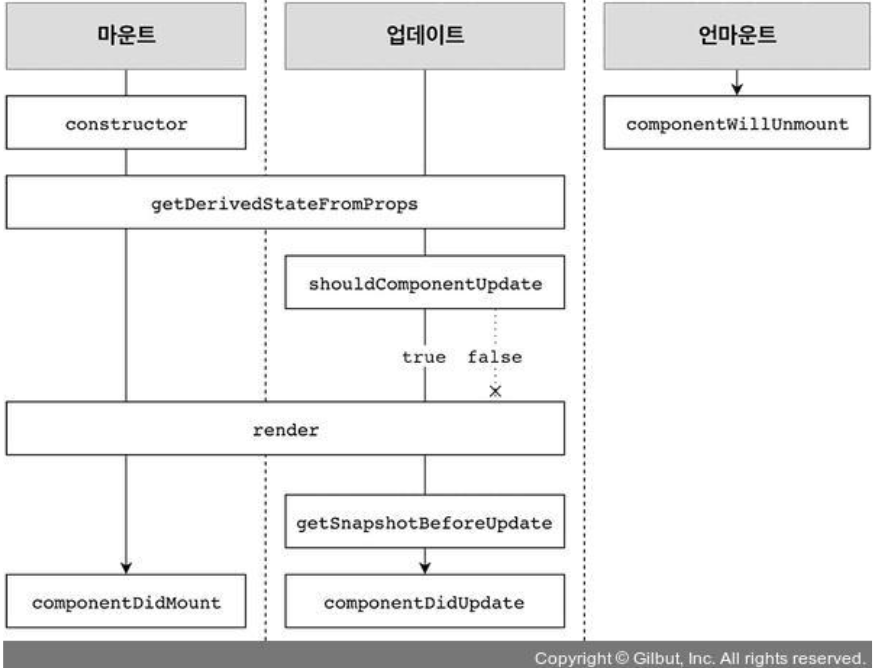 마운트
업데이트
언마운트
constructor
componentWillUnmount
getDerivedStateFromProps
shouldComponentUpdate
true false
render
getSnapshotBeforeUpdate
componentDidMount
componentDidUpdate
Copyright © Gilbut, Inc. All rights reserved.